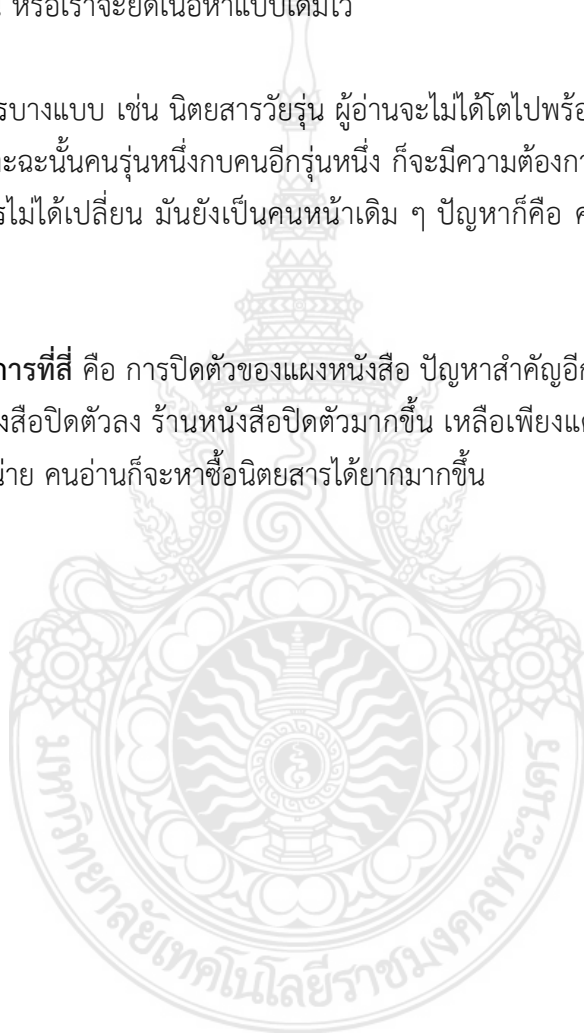 หรือเราจะยึดเนื้อหาแบบเดิมไว้
รบางแบบ เช่น นิตยสารวัยรุ่น ผู้อ่านจะไม่ได้โตไปพร้อ
ะฉะนั้นคนรุ่นหนึ่งกบคนอีกรุ่นหนึ่ง ก็จะมีความต้องกา
รไม่ได้เปลี่ยน มันยังเป็นคนหน้าเดิม ๆ ปัญหาก็คือ ค
การที่สี่ คือ การปิดตัวของแผงหนังสือ ปัญหาสำคัญอีก
งสือปิดตัวลง ร้านหนังสือปิดตัวมากขึ้น เหลือเพียงแค
น่าย คนอ่านก็จะหาซื้อนิตยสารได้ยากมากขึ้น
มหาวิทยาลัยเทคโนโลยีราชมงคลพระนคร